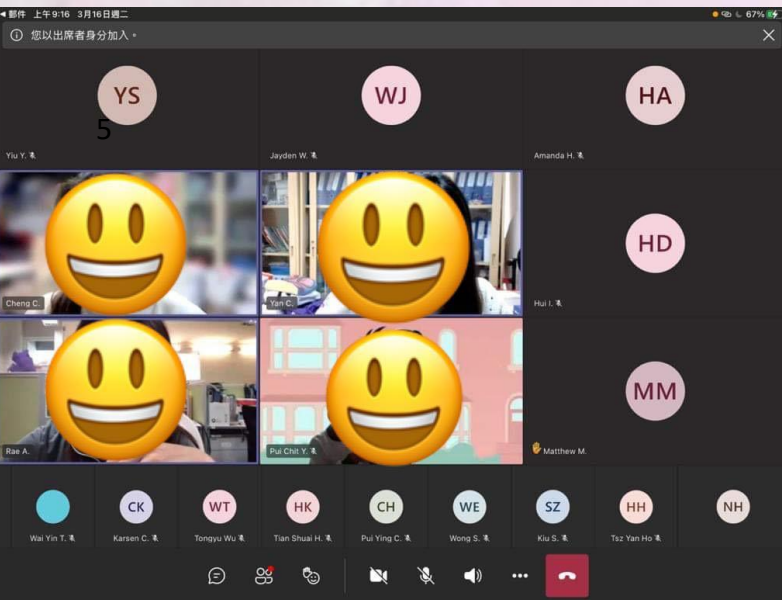 ◀ 郵件 上午9:16 3月16日週二
67%
您以出席者身分加入。
YS
WJ
HA
5
Yiu Y.
Jayden W.
Amanda H.
HD
Cheng C.
Yan C.
Hui I.
MM
Rae A.
Pui Chit Y.
Matthew M.
CK
WT
HK
CH
WE
SZ
HH
NH
Wai Yin T.
Karsen C.
Tongyu Wu
Tian Shuai H.
Pui Ying C.
Wong S.
Kiu S.
Tsz Yan Ho